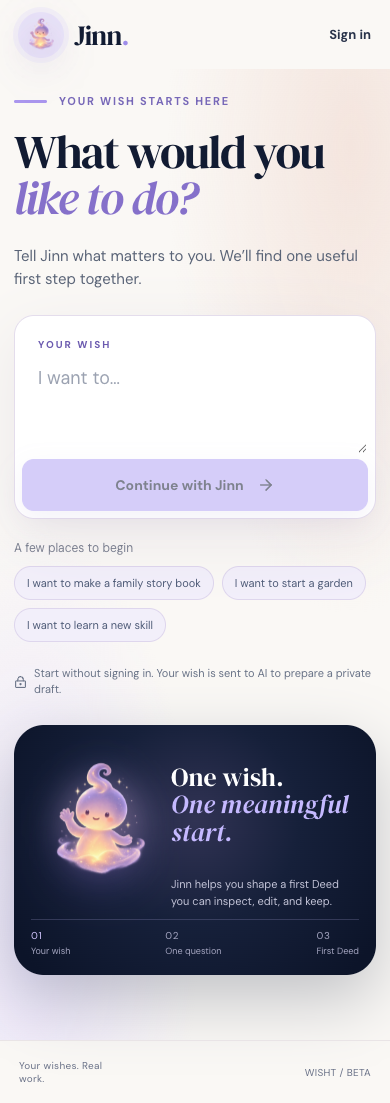 Jinn.
Sign in
YOUR WISH STARTS HERE
What would you
like to do?
Tell Jinn what matters to you. We’ll find one useful
first step together.
YOUR WISH
I want to…
Continue with Jinn →
A few places to begin
I want to make a family story book
I want to start a garden
I want to learn a new skill
Start without signing in. Your wish is sent to AI to prepare a private
draft.
One wish.
One meaningful
start.
Jinn helps you shape a first Deed
you can inspect, edit, and keep.
01
02
03
Your wish
One question
First Deed
Your wishes. Real
work.
WISHT / BETA